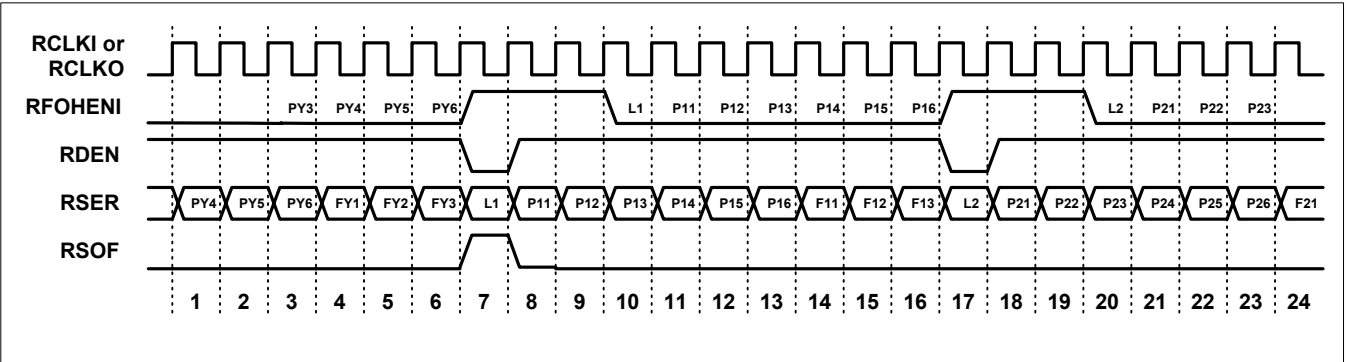 RCLKI or
RCLKO
RFOHENI PY3 PY4 PY5 PY6 L1 P11 P12 P13 P14 P15 P16 L2 P21 P22 P23
RDEN
RSER PY4 PY5 PY6 FY1 FY2 FY3 L1 P11 P12 P13 P14 P15 P16 F11 F12 F13 L2 P21 P22 P23 P24 P25 P26 F21
RSOF
1 2 3 4 5 6 7 8 9 10 11 12 13 14 15 16 17 18 19 20 21 22 23 24